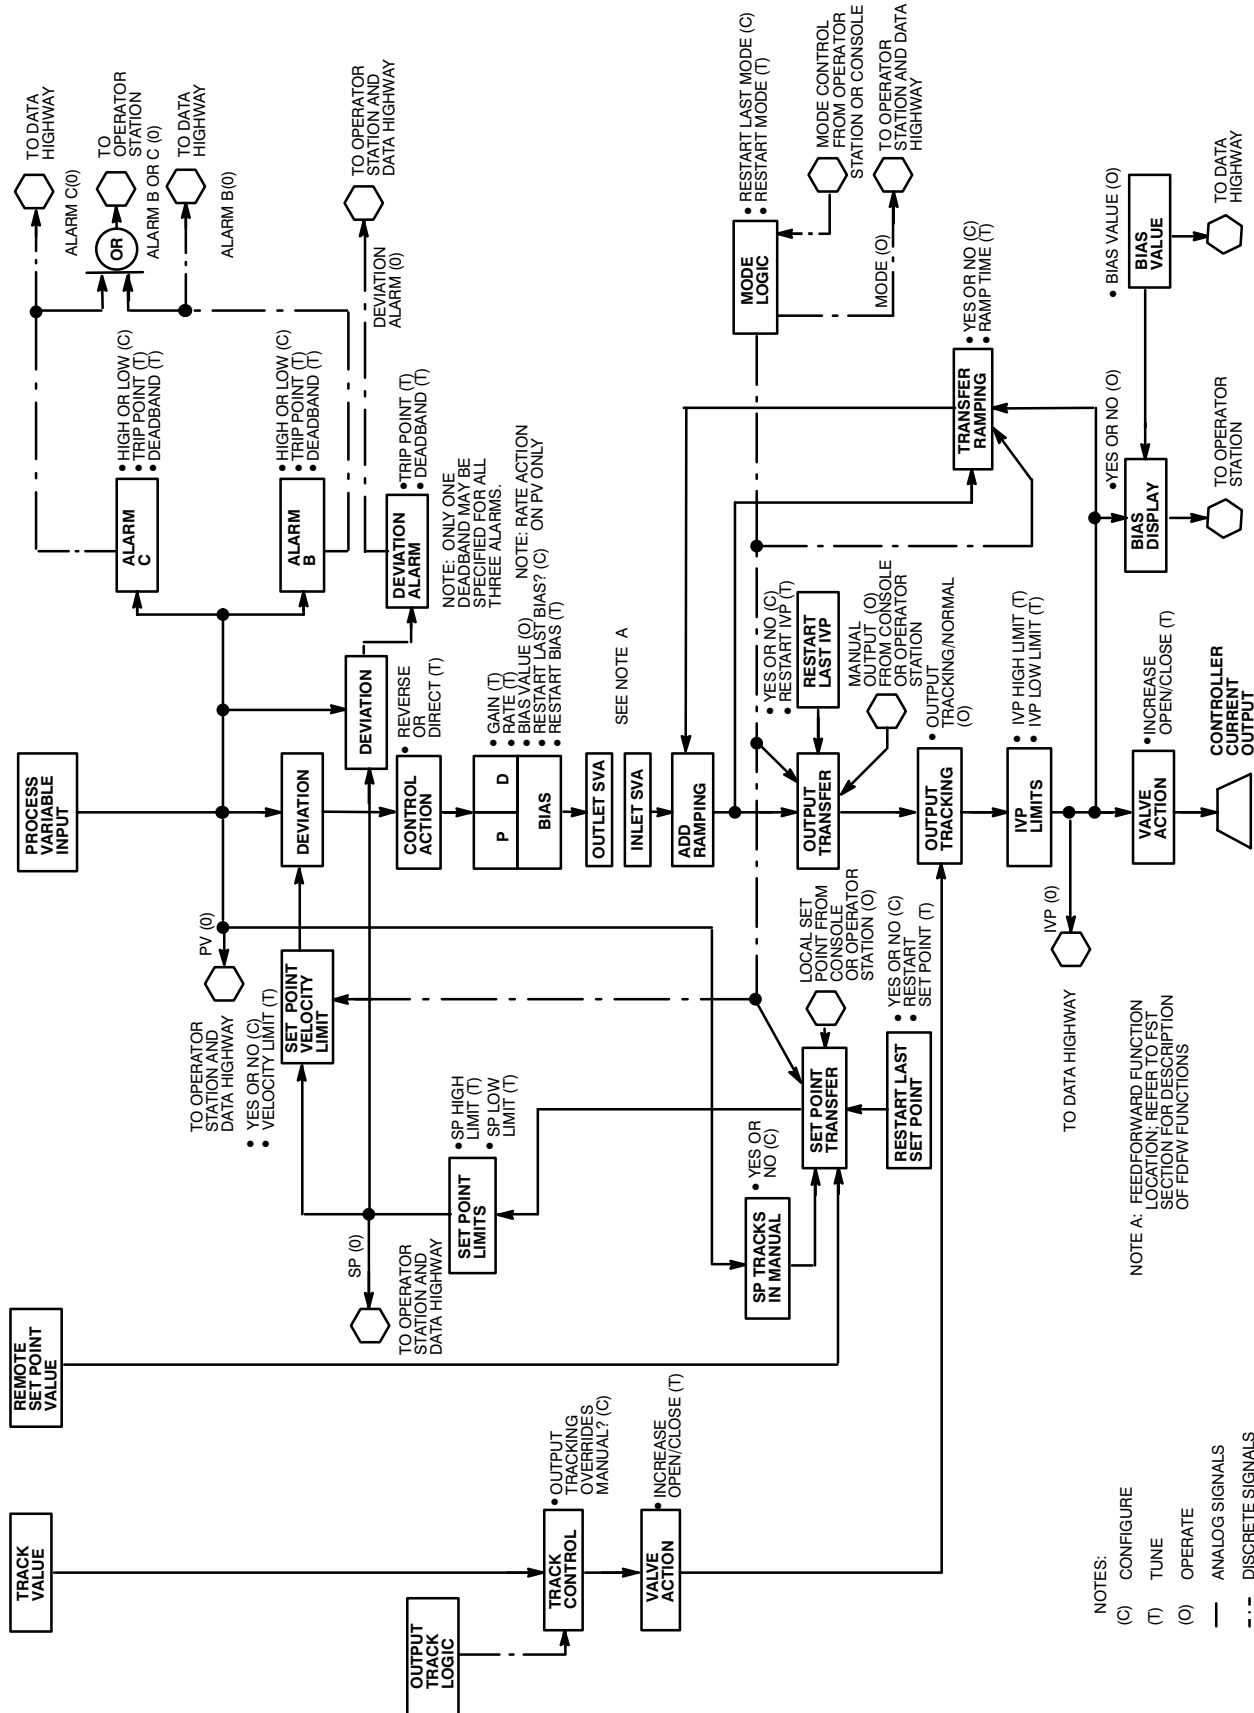 TRACK
VALUE
REMOTE
SET POINT
VALUE
PROCESS
VARIABLE
INPUT
TO DATA
HIGHWAY
ALARM C(0)
TO
OPERATOR
STATION
OR
ALARM B OR C (0)
TO DATA
HIGHWAY
ALARM B(0)
PV (0)
TO OPERATOR
STATION AND
DATA HIGHWAY
ALARM
C
• HIGH OR LOW (C)
• TRIP POINT (T)
• DEADBAND (T)
ALARM
B
• HIGH OR LOW (C)
• TRIP POINT (T)
• DEADBAND (T)
DEVIATION
ALARM (0)
TO OPERATOR
STATION AND
DATA HIGHWAY
• YES OR NO (C)
• VELOCITY LIMIT (T)
SET POINT
VELOCITY
LIMIT
DEVIATION
DEVIATION
DEVIATION
ALARM
• TRIP POINT (T)
• DEADBAND (T)
NOTE: ONLY ONE
DEADBAND MAY BE
SPECIFIED FOR ALL
THREE ALARMS.
SP (0)
TO OPERATOR
STATION AND
DATA HIGHWAY
SET POINT
LIMITS
• SP HIGH
LIMIT (T)
• SP LOW
LIMIT (T)
CONTROL
ACTION
• REVERSE
OR
DIRECT (T)
P
D
BIAS
• GAIN (T)
• RATE (T)
• BIAS VALUE (O)
• RESTART LAST BIAS? (C)
• RESTART BIAS (T)
NOTE: RATE ACTION
ON PV ONLY
OUTPUT
TRACK
LOGIC
TRACK
CONTROL
• OUTPUT
TRACKING
OVERRIDES
MANUAL? (C)
VALVE
ACTION
• INCREASE
OPEN/CLOSE (T)
OUTLET SVA
INLET SVA
SEE NOTE A
ADD
RAMPING
SP TRACKS
IN MANUAL
• YES OR
NO (C)
SET POINT
TRANSFER
LOCAL SET
POINT FROM
CONSOLE
OR OPERATOR
STATION (O)
RESTART LAST
SET POINT
• YES OR NO (C)
• RESTART
SET POINT (T)
OUTPUT
TRANSFER
• YES OR NO (C)
• RESTART IVP (T)
RESTART
LAST IVP
MANUAL
OUTPUT (O)
FROM CONSOLE
OR OPERATOR
STATION
MODE
LOGIC
• RESTART LAST MODE (C)
• RESTART MODE (T)
MODE CONTROL
FROM OPERATOR
STATION OR CONSOLE
MODE (O)
TO OPERATOR
STATION AND DATA
HIGHWAY
TRANSFER
RAMPING
• YES OR NO (C)
• RAMP TIME (T)
OUTPUT
TRACKING
• OUTPUT
TRACKING/NORMAL
(O)
IVP
LIMITS
• IVP HIGH LIMIT (T)
• IVP LOW LIMIT (T)
IVP (0)
TO DATA HIGHWAY
VALVE
ACTION
• INCREASE
OPEN/CLOSE (T)
CONTROLLER
CURRENT
OUTPUT
• YES OR NO (O)
BIAS
DISPLAY
TO OPERATOR
STATION
• BIAS VALUE (O)
BIAS
VALUE
TO DATA
HIGHWAY
NOTE A: FEEDFORWARD FUNCTION
LOCATION; REFER TO FST
SECTION FOR DESCRIPTION
OF FDFW FUNCTIONS
NOTES:
(C) CONFIGURE
(T) TUNE
(O) OPERATE
ANALOG SIGNALS
DISCRETE SIGNALS